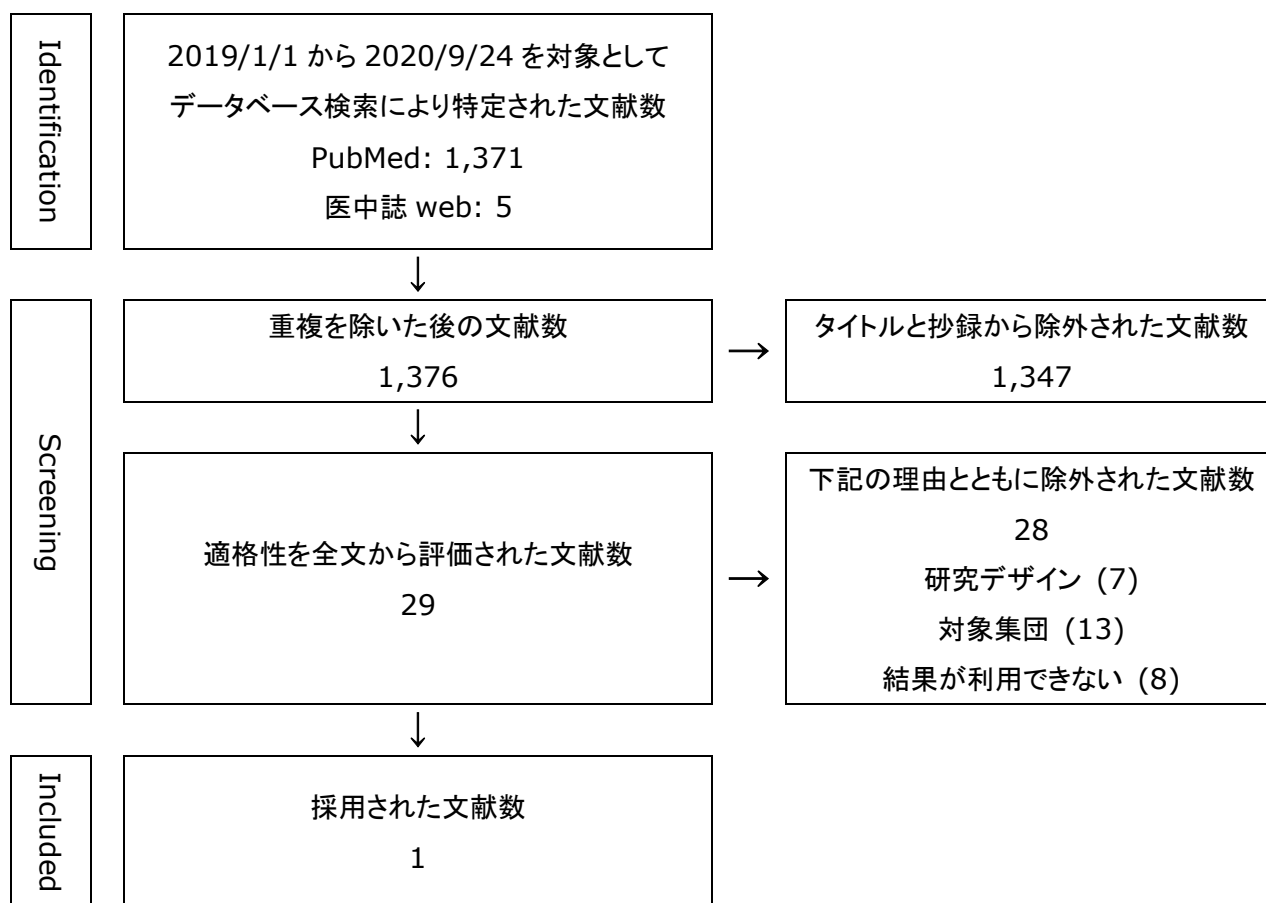 Identification
2019/1/1 から 2020/9/24 を対象として
データベース検索により特定された文献数
PubMed: 1,371
医中誌 web: 5
↓
Screening
重複を除いた後の文献数
1,376
→
タイトルと抄録から除外された文献数
1,347
↓
適格性を全文から評価された文献数
29
→
下記の理由とともに除外された文献数
28
研究デザイン (7)
対象集団 (13)
結果が利用できない (8)
↓
Included
採用された文献数
1